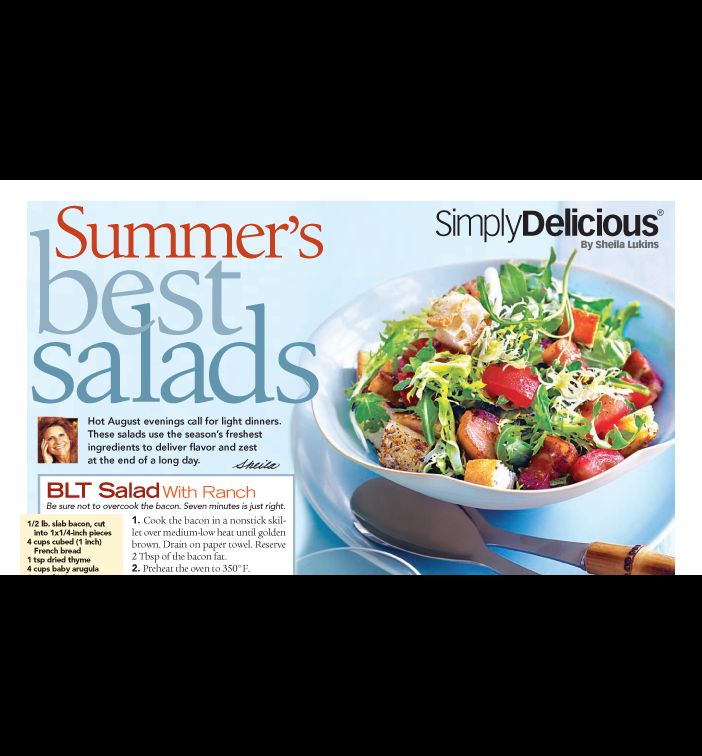 Summer's
best
salads
SimplyDelicious®
By Sheila Lukins
Hot August evenings call for light dinners.
These salads use the season's freshest
ingredients to deliver flavor and zest
at the end of a long day.
Sheila
BLT Salad With Ranch
Be sure not to overcook the bacon. Seven minutes is just right.
1/2 lb. slab bacon, cut
into 1x1/4-inch pieces
4 cups cubed (1 inch)
French bread
1 tsp dried thyme
4 cups baby arugula
1. Cook the bacon in a nonstick skil-
let over medium-low heat until golden
brown. Drain on paper towel. Reserve
2 Tbsp of the bacon fat.
2. Preheat the oven to 350°F.